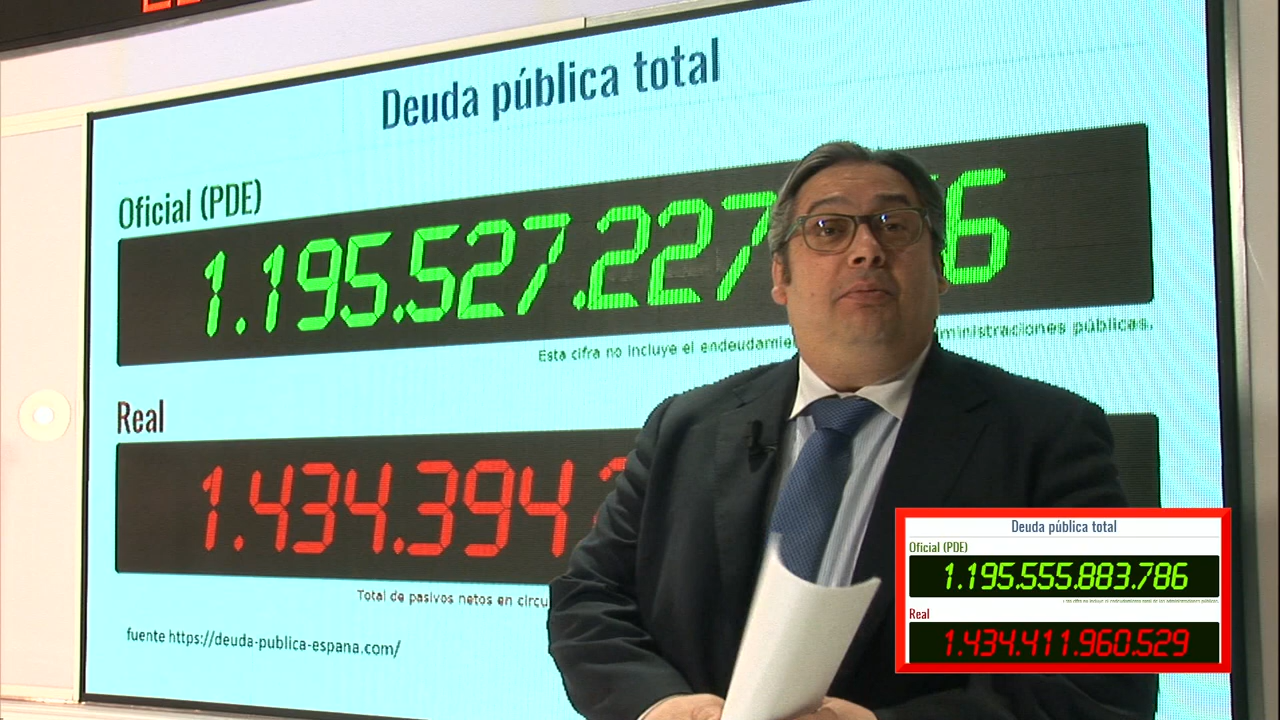 Deuda pública total
Oficial (PDE)
1.195.527.227
6
Esta cifra no incluye el
ministraciones públicas.
Real
1.434.394
Total de pasivos netos en
fuente https://deuda-publica-espana.com/
Deuda pública total
Oficial (PDE)
1.195.555.883.786
Real
1.434.411.960.529